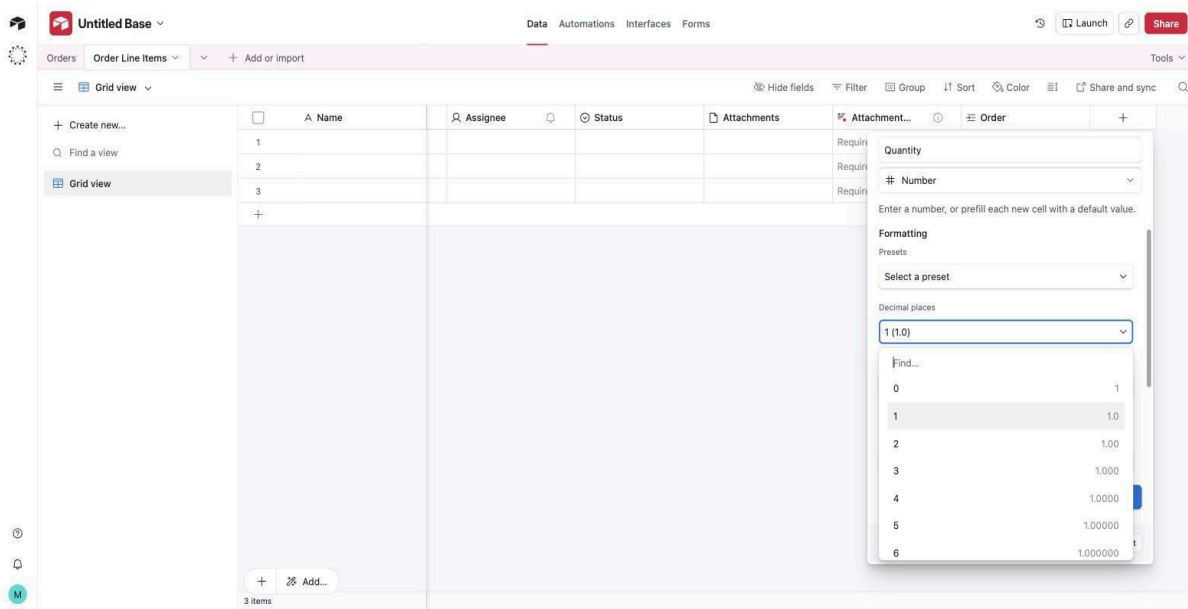 Untitled Base
Data Automations Interfaces Forms
Launch
Share
Orders
Order Line Items
Add or import
Tools
Grid view
Hide fields
Filter
Group
Sort
Color
Share and sync
Create new...
Find a view
Grid view
A Name
Assignee
Status
Attachments
Attachment...
Order
1
2
3
Require
Require
Require
Quantity
# Number
Enter a number, or prefill each new cell with a default value.
Formatting
Presets
Select a preset
Decimal places
1 (1.0)
Find...
0 1
1 1.0
2 1.00
3 1.000
4 1.0000
5 1.00000
6 1.000000
t
Add...
3 items
M